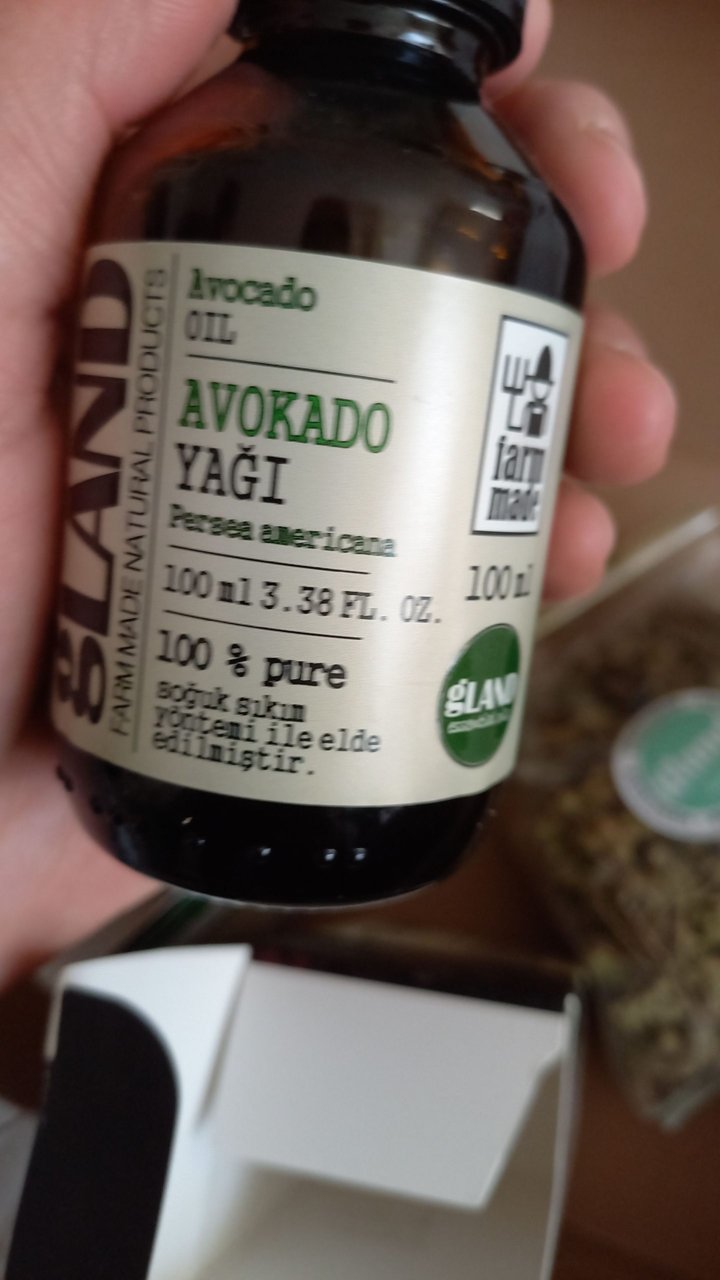 gLAND
FARM MADE NATURAL PRODUCTS
Avocado
OIL
AVOKADO
YAĞI
Persea americana
100 ml 3.38 FL. OZ.
100 % pure
soğuk sıkım
yöntemi ile elde
edilmiştir.
farm
made
100 ml
gLAND